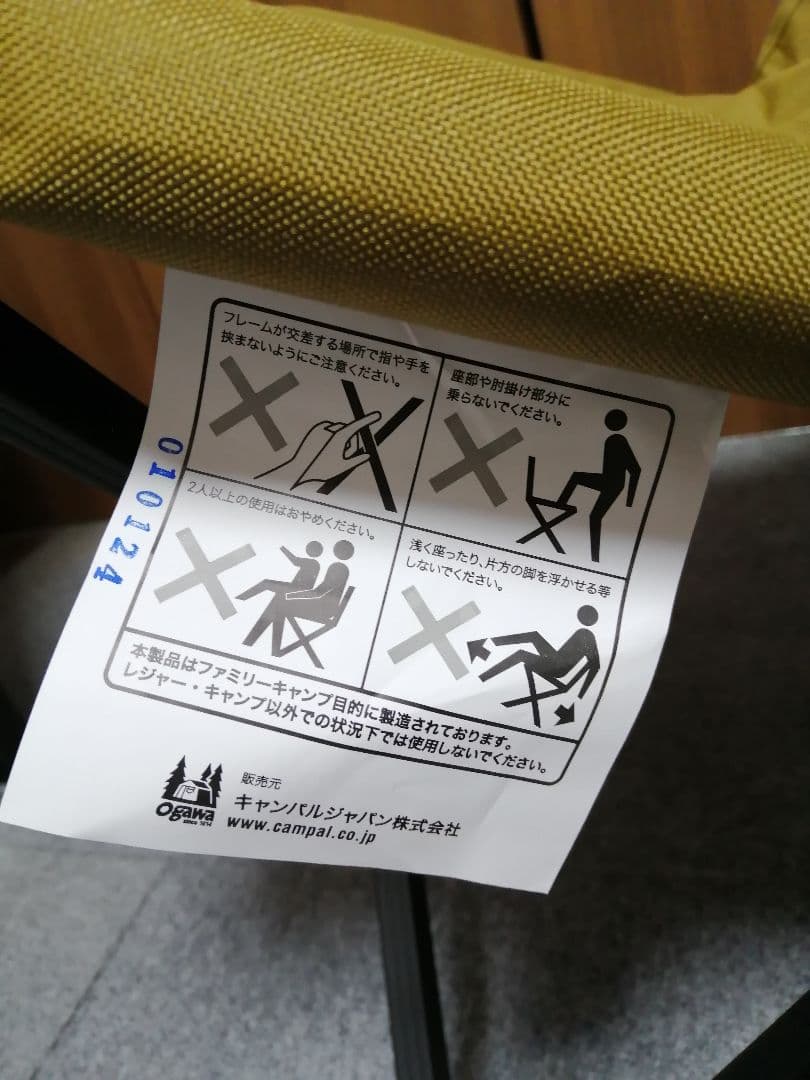 フレームが交差する場所で指や手を
挟まないようにご注意ください。
座部や肘掛け部分に
乗らないでください。
2人以上の使用はおやめください。
浅く座ったり、片方の脚を浮かせる等
しないでください。
本製品はファミリーキャンプ目的に製造されております。
レジャー・キャンプ以外での状況下では使用しないでください。
010124
ogawa
since 1914
販売元
キャンパルジャパン株式会社
www.campal.co.jp